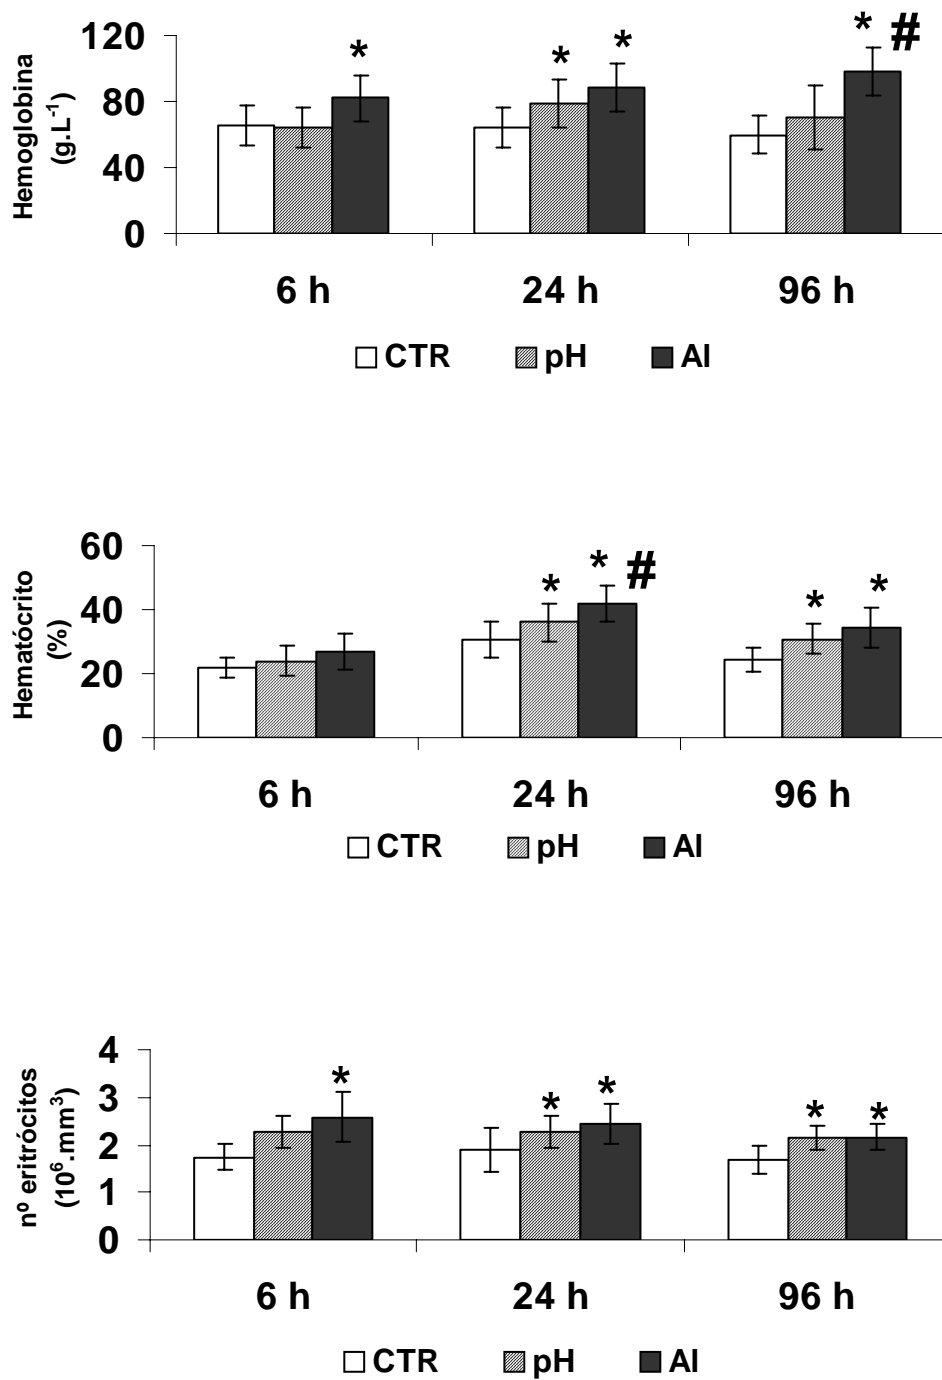 Hemoglobina
(g.L-1)
120
80
40
0
*
*
*
* #
6 h 24 h 96 h
CTR pH Al
Hematócrito
(%)
60
40
20
0
*
* #
*
*
6 h 24 h 96 h
CTR pH Al
nº eritrócitos
(10⁶.mm³)
4
3
2
1
0
*
*
*
*
*
6 h 24 h 96 h
CTR pH Al